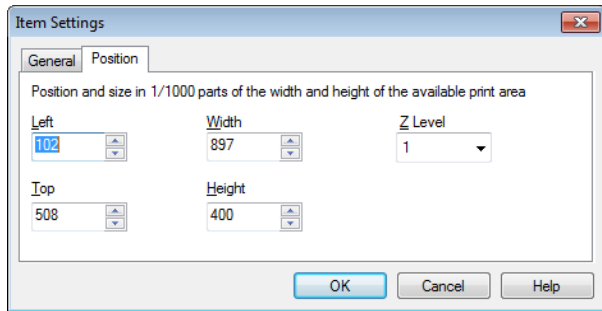 Item Settings
General Position
Position and size in 1/1000 parts of the width and height of the available print area
Left Width Z Level
102 897 1
Top Height
508 400
OK Cancel Help